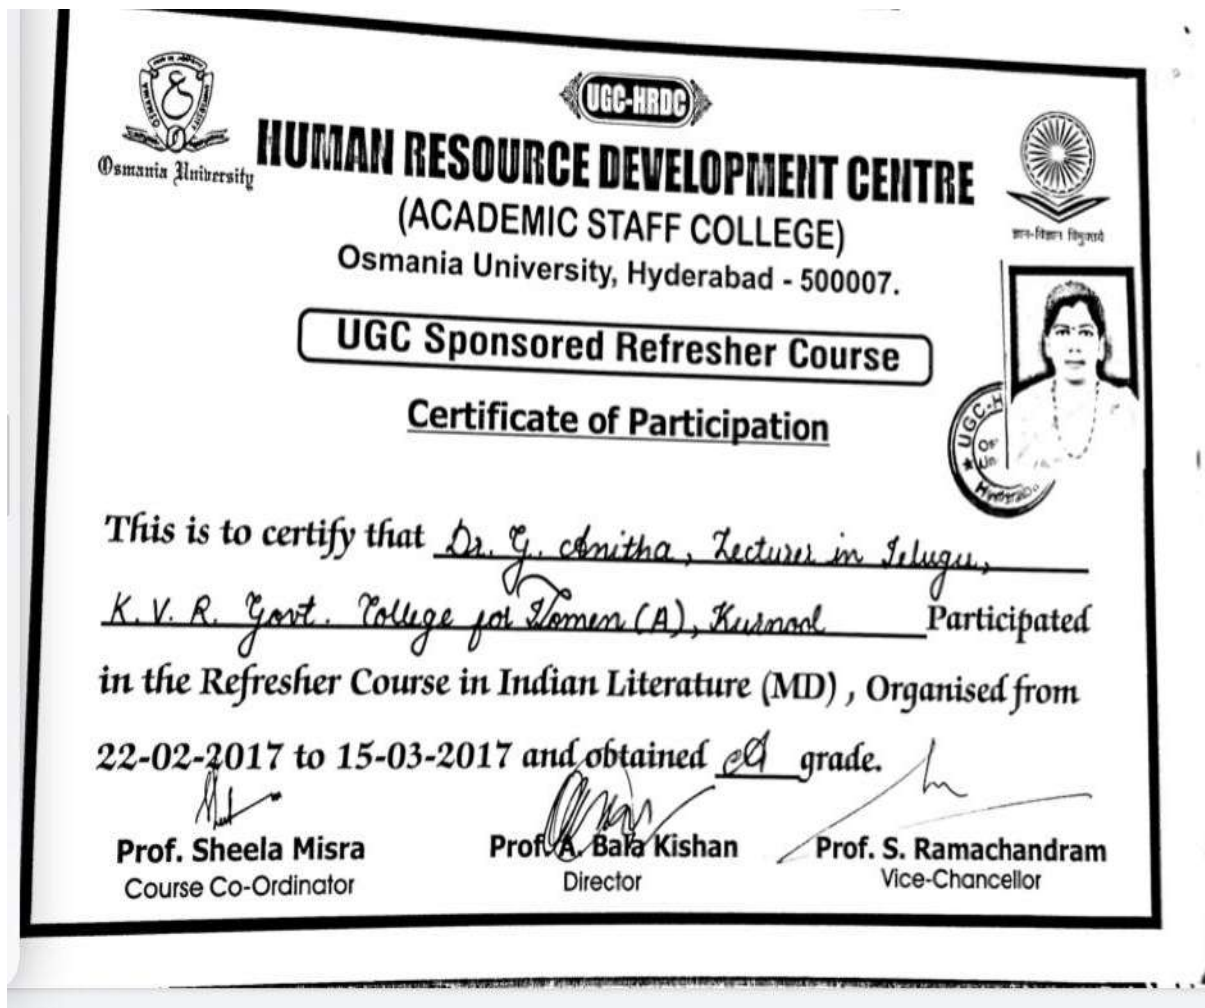 UGC-HRDC
Osmania University
HUMAN RESOURCE DEVELOPMENT CENTRE
(ACADEMIC STAFF COLLEGE)
Osmania University, Hyderabad - 500007.
ज्ञान-विज्ञान विमुक्तये
UGC Sponsored Refresher Course
Certificate of Participation
UGC-H
Hyderaba
This is to certify that Dr. G. Anitha, Lecturer in Telugu,
K.V.R. Govt. College for Women (A), Kurnool Participated
in the Refresher Course in Indian Literature (MD) , Organised from
22-02-2017 to 15-03-2017 and obtained A grade.
Prof. Sheela Misra
Course Co-Ordinator
Prof. A. Bala Kishan
Director
Prof. S. Ramachandram
Vice-Chancellor